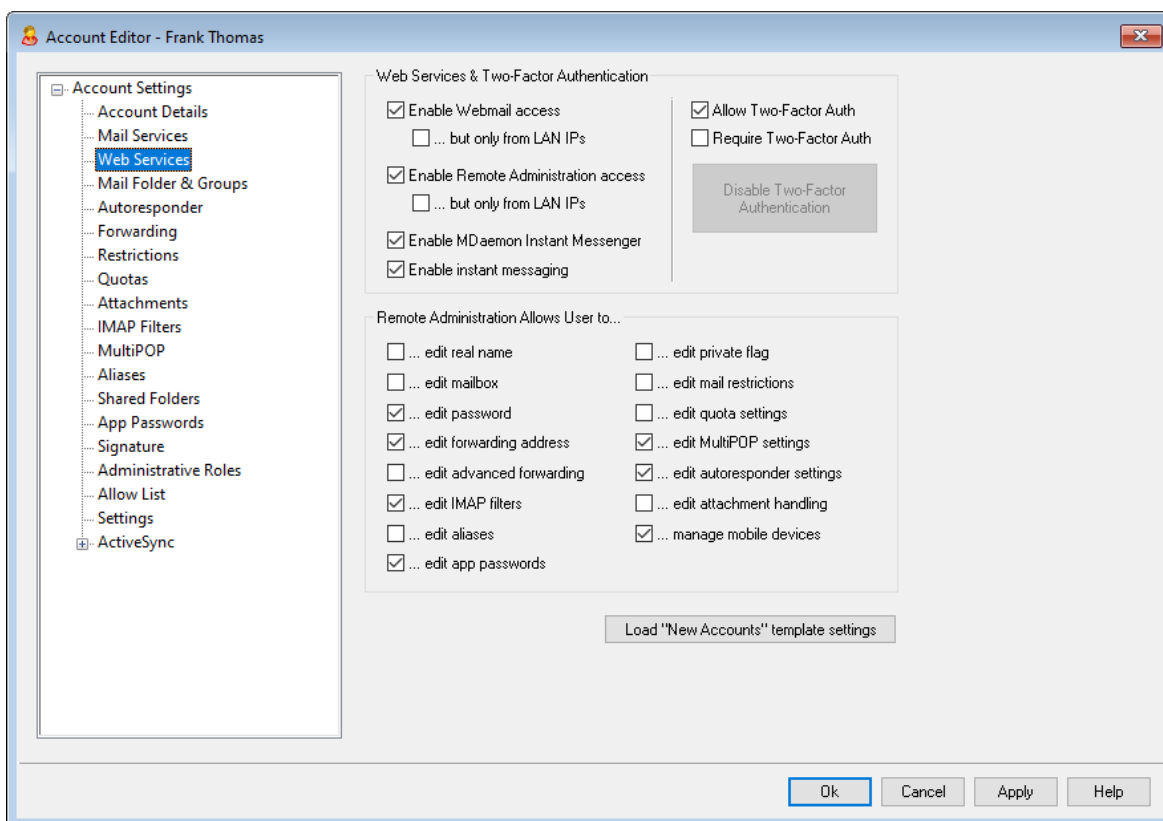 Account Editor - Frank Thomas
Account Settings
Account Details
Mail Services
Web Services
Mail Folder & Groups
Autoresponder
Forwarding
Restrictions
Quotas
Attachments
IMAP Filters
MultiPOP
Aliases
Shared Folders
App Passwords
Signature
Administrative Roles
Allow List
Settings
ActiveSync
Web Services & Two-Factor Authentication
Enable Webmail access
... but only from LAN IPs
Enable Remote Administration access
... but only from LAN IPs
Enable MDaemon Instant Messenger
Enable instant messaging
Allow Two-Factor Auth
Require Two-Factor Auth
Disable Two-Factor
Authentication
Remote Administration Allows User to...
... edit real name
... edit mailbox
... edit password
... edit forwarding address
... edit advanced forwarding
... edit IMAP filters
... edit aliases
... edit app passwords
... edit private flag
... edit mail restrictions
... edit quota settings
... edit MultiPOP settings
... edit autoresponder settings
... edit attachment handling
... manage mobile devices
Load "New Accounts" template settings
Ok
Cancel
Apply
Help